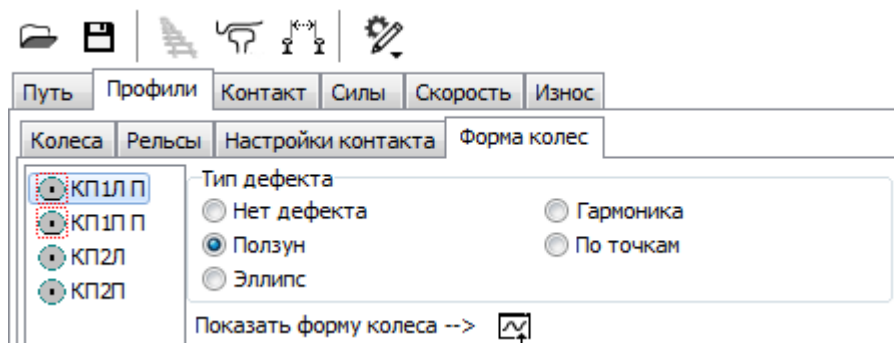 Путь Профили Контакт Силы Скорость Износ
Колеса Рельсы Настройки контакта Форма колес
КП1Л П
КП1П П
КП2Л
КП2П
Тип дефекта
Нет дефекта Гармоника
Ползун По точкам
Эллипс
Показать форму колеса -->